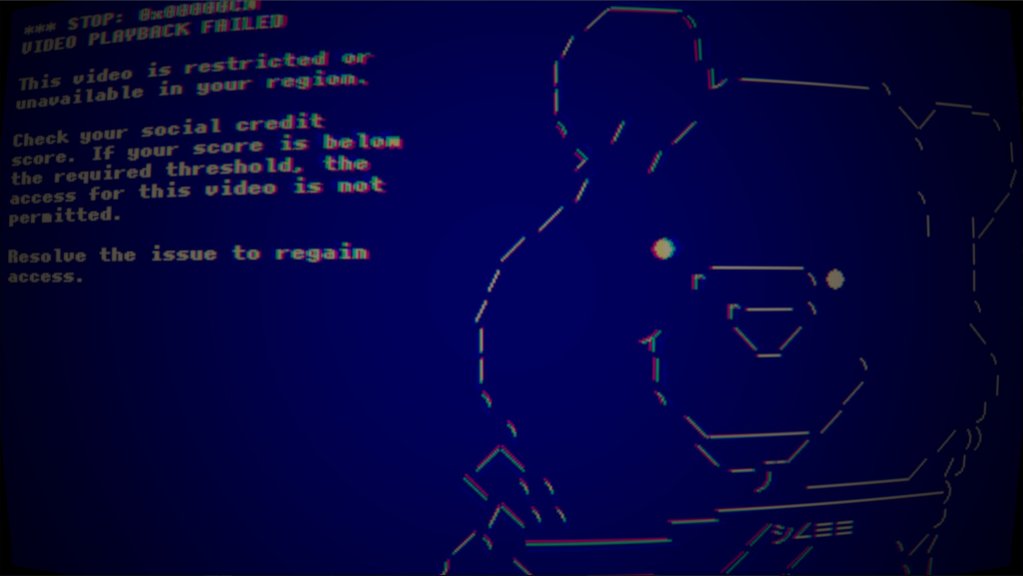 *** STOP:
VIDEO PLAYBACK FAILED
This video is restricted or
unavailable in your region.
Check your social credit
score. If your score is below
the required threshold, the
access for this video is not
permitted.
Resolve the issue to regain
access.